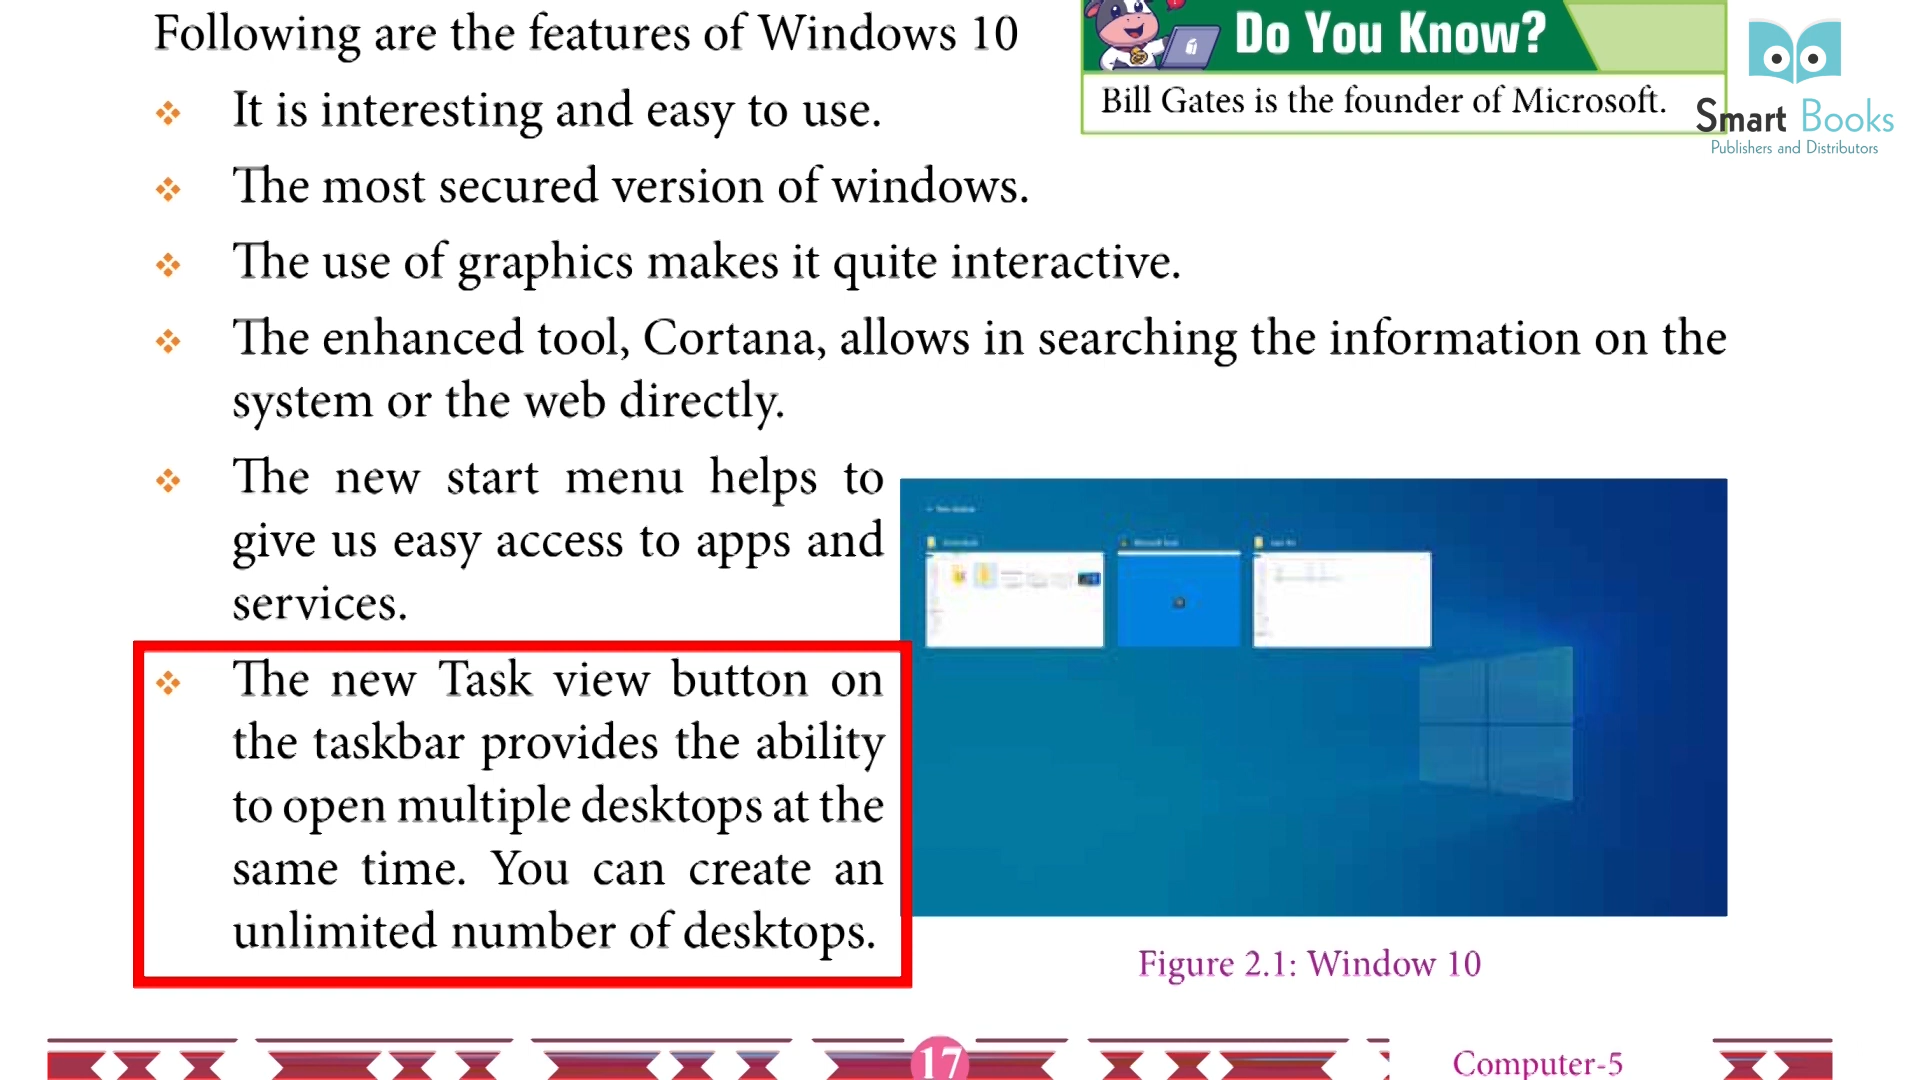 Following are the features of Windows 10
Do You Know?
Bill Gates is the founder of Microsoft.
Smart Books
Publishers and Distributors
It is interesting and easy to use.
The most secured version of windows.
The use of graphics makes it quite interactive.
The enhanced tool, Cortana, allows in searching the information on the
system or the web directly.
The new start menu helps to
give us easy access to apps and
services.
The new Task view button on
the taskbar provides the ability
to open multiple desktops at the
same time. You can create an
unlimited number of desktops.
Figure 2.1: Window 10
17
Computer-5